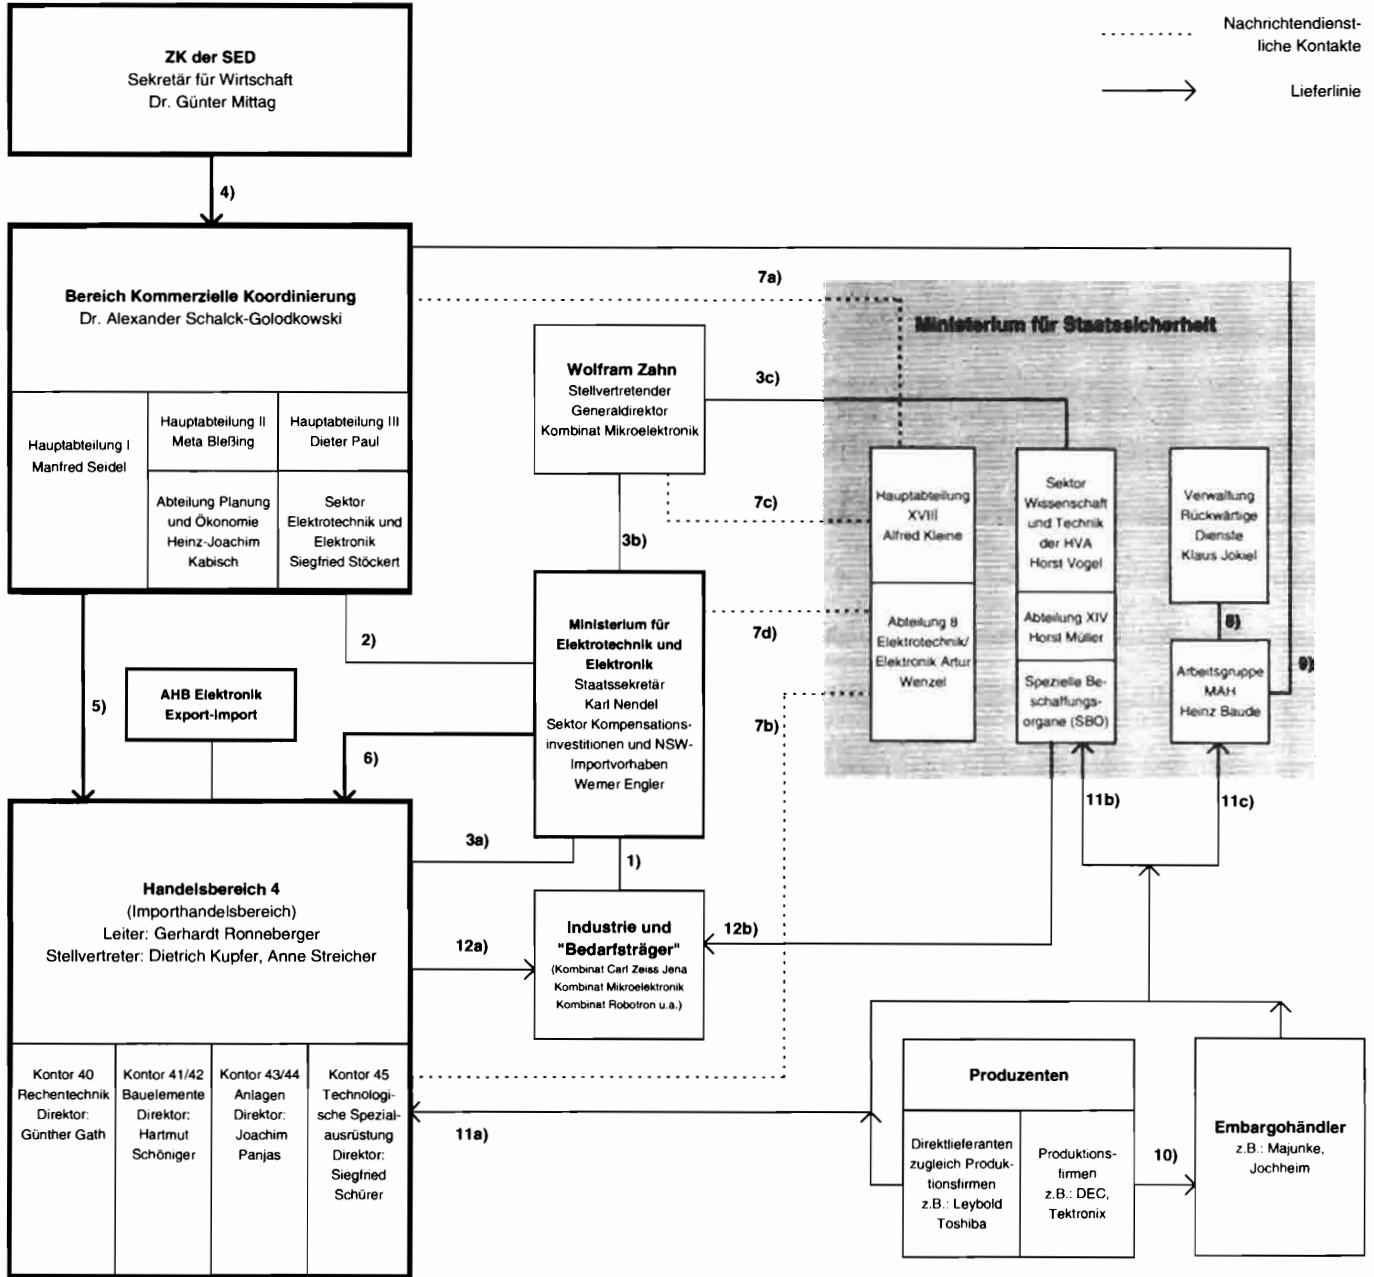 Nachrichtendienst-
liche Kontakte
Lieferlinie
ZK der SED
Sekretär für Wirtschaft
Dr. Günter Mittag
4)
Bereich Kommerzielle Koordinierung
Dr. Alexander Schalck-Golodkowski
Hauptabteilung I
Manfred Seidel
Hauptabteilung II
Meta Bleßing
Hauptabteilung III
Dieter Paul
Abteilung Planung
und Ökonomie
Heinz-Joachim
Kabisch
Sektor
Elektrotechnik und
Elektronik
Siegfried Stöckert
7a)
Ministerium für Staatssicherheit
Wolfram Zahn
Stellvertretender
Generaldirektor
Kombinat Mikroelektronik
3c)
7c)
3b)
Hauptabteilung
XVIII
Alfred Kleine
Abteilung 8
Elektrotechnik/
Elektronik Artur
Wenzel
Sektor
Wissenschaft
und Technik
der HVA
Horst Vogel
Abteilung XIV
Horst Müller
Spezielle Be-
schaffungs-
organe (SBO)
Verwaltung
Rückwärtige
Dienste
Klaus Jokiel
8)
Arbeitsgruppe
MAH
Heinz Baude
9)
2)
7d)
7b)
Ministerium für
Elektrotechnik und
Elektronik
Staatssekretär
Karl Nendel
Sektor Kompensations-
investitionen und NSW-
Importvorhaben
Werner Engler
5)
AHB Elektronik
Export-Import
6)
3a)
1)
11b)
11c)
Handelsbereich 4
(Importhandelsbereich)
Leiter: Gerhardt Ronneberger
Stellvertreter: Dietrich Kupfer, Anne Streicher
12a)
Industrie und
"Bedarfsträger"
(Kombinat Carl Zeiss Jena
Kombinat Mikroelektronik
Kombinat Robotron u.a.)
12b)
Kontor 40
Rechentechnik
Direktor:
Günther Gath
Kontor 41/42
Bauelemente
Direktor:
Hartmut
Schöniger
Kontor 43/44
Anlagen
Direktor:
Joachim
Panjas
Kontor 45
Technologi-
sche Spezial-
ausrüstung
Direktor:
Siegfried
Schürer
11a)
Produzenten
Direktlieferanten
zugleich Produk-
tionsfirmen
z.B.: Leybold
Toshiba
Produktions-
firmen
z.B.: DEC,
Tektronix
10)
Embargohändler
z.B.: Majunke,
Jochheim